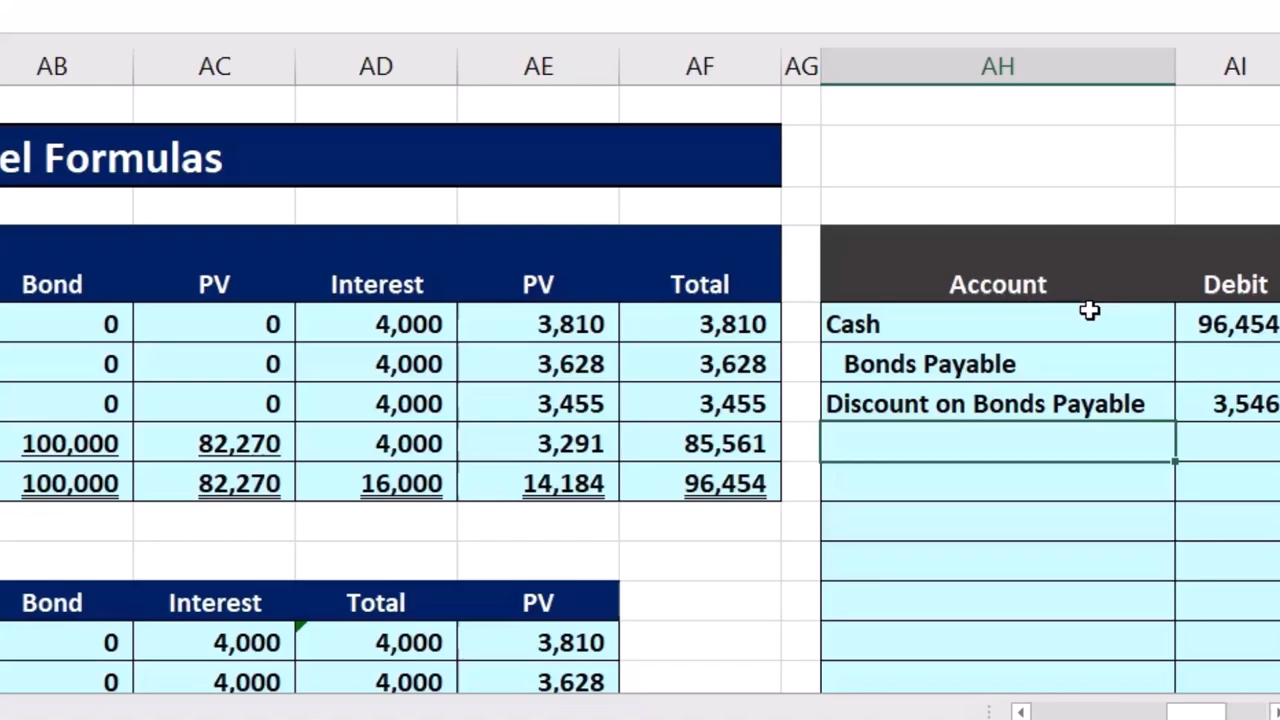 AB AC AD AE AF AG AH AI
el Formulas
Bond PV Interest PV Total Account Debit
0 0 4,000 3,810 3,810 Cash 96,454
0 0 4,000 3,628 3,628 Bonds Payable
0 0 4,000 3,455 3,455 Discount on Bonds Payable 3,546
100,000 82,270 4,000 3,291 85,561
100,000 82,270 16,000 14,184 96,454
Bond Interest Total PV
0 4,000 4,000 3,810
0 4,000 4,000 3,628